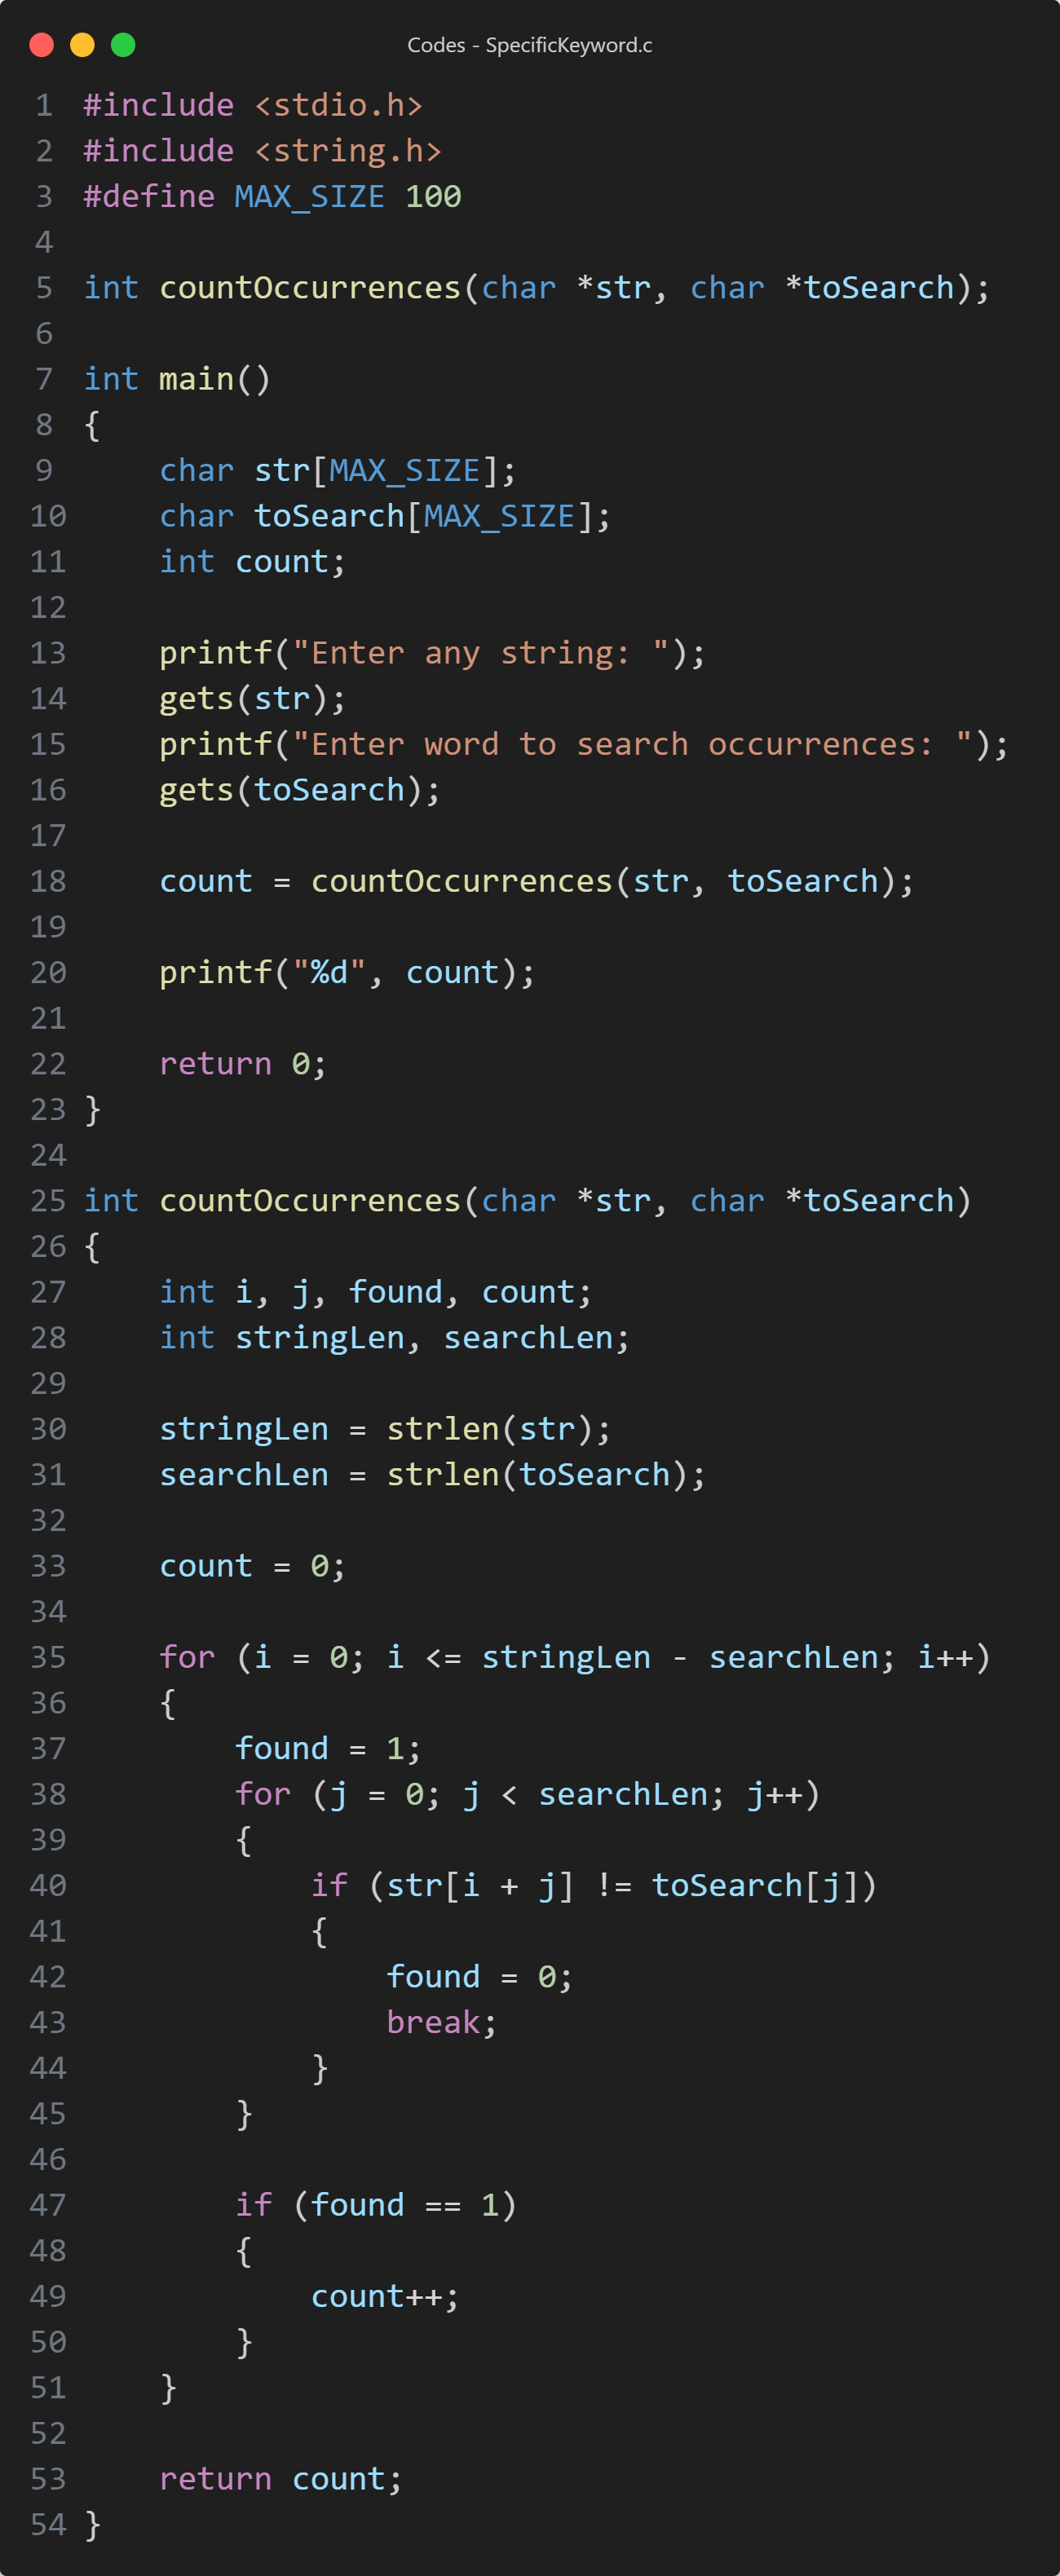 Codes - SpecificKeyword.c
1 #include <stdio.h>
2 #include <string.h>
3 #define MAX_SIZE 100
4
5 int countOccurrences(char *str, char *toSearch);
6
7 int main()
8 {
9     char str[MAX_SIZE];
10     char toSearch[MAX_SIZE];
11     int count;
12
13     printf("Enter any string: ");
14     gets(str);
15     printf("Enter word to search occurrences: ");
16     gets(toSearch);
17
18     count = countOccurrences(str, toSearch);
19
20     printf("%d", count);
21
22     return 0;
23 }
24
25 int countOccurrences(char *str, char *toSearch)
26 {
27     int i, j, found, count;
28     int stringLen, searchLen;
29
30     stringLen = strlen(str);
31     searchLen = strlen(toSearch);
32
33     count = 0;
34
35     for (i = 0; i <= stringLen - searchLen; i++)
36     {
37         found = 1;
38         for (j = 0; j < searchLen; j++)
39         {
40             if (str[i + j] != toSearch[j])
41             {
42                 found = 0;
43                 break;
44             }
45         }
46
47         if (found == 1)
48         {
49             count++;
50         }
51     }
52
53     return count;
54 }